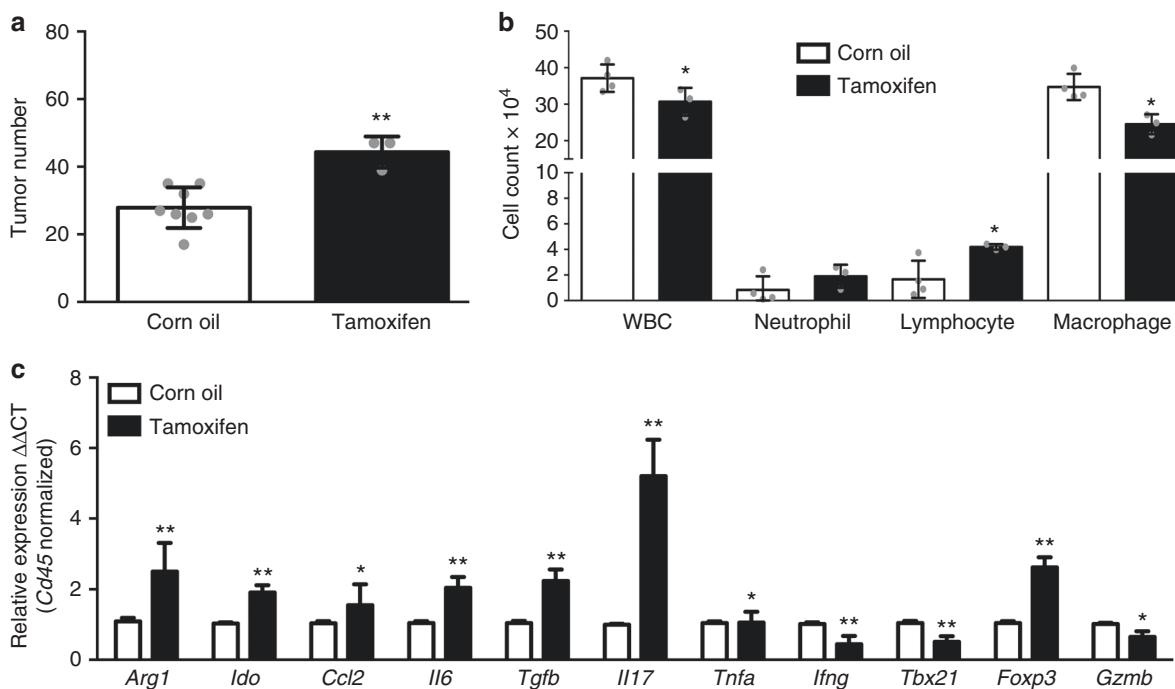 a
80
60
40
20
0
Tumor number
**
Corn oil
Tamoxifen
b
50
40
30
20
10
8
6
4
2
0
Cell count × 10⁴
Corn oil
Tamoxifen
*
*
*
WBC
Neutrophil
Lymphocyte
Macrophage
c
8
6
4
2
0
Relative expression ΔΔCT
(Cd45 normalized)
Corn oil
Tamoxifen
**
**
*
**
**
**
*
**
**
**
*
Arg1
Ido
Ccl2
Il6
Tgfb
Il17
Tnfa
Ifng
Tbx21
Foxp3
Gzmb